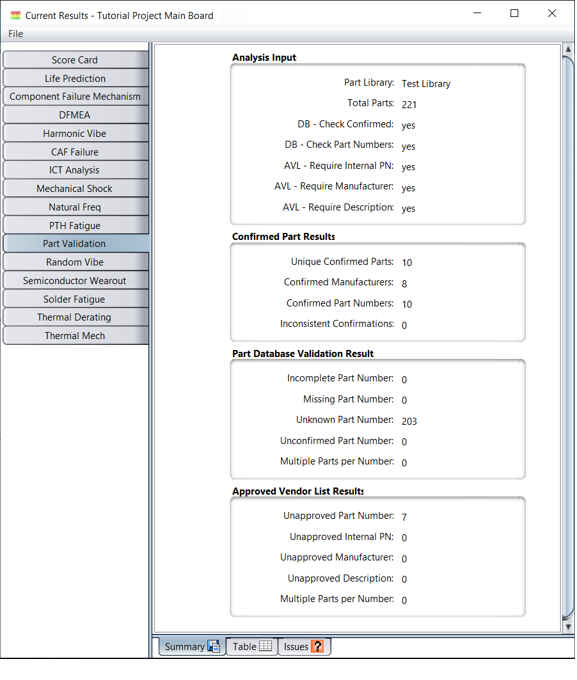 Current Results - Tutorial Project Main Board
File
Score Card
Life Prediction
Component Failure Mechanism
DFMEA
Harmonic Vibe
CAF Failure
ICT Analysis
Mechanical Shock
Natural Freq
PTH Fatigue
Part Validation
Random Vibe
Semiconductor Wearout
Solder Fatigue
Thermal Derating
Thermal Mech
Analysis Input
Part Library: Test Library
Total Parts: 221
DB - Check Confirmed: yes
DB - Check Part Numbers: yes
AVL - Require Internal PN: yes
AVL - Require Manufacturer: yes
AVL - Require Description: yes
Confirmed Part Results
Unique Confirmed Parts: 10
Confirmed Manufacturers: 8
Confirmed Part Numbers: 10
Inconsistent Confirmations: 0
Part Database Validation Result
Incomplete Part Number: 0
Missing Part Number: 0
Unknown Part Number: 203
Unconfirmed Part Number: 0
Multiple Parts per Number: 0
Approved Vendor List Results
Unapproved Part Number: 7
Unapproved Internal PN: 0
Unapproved Manufacturer: 0
Unapproved Description: 0
Multiple Parts per Number: 0
Summary Table Issues ?